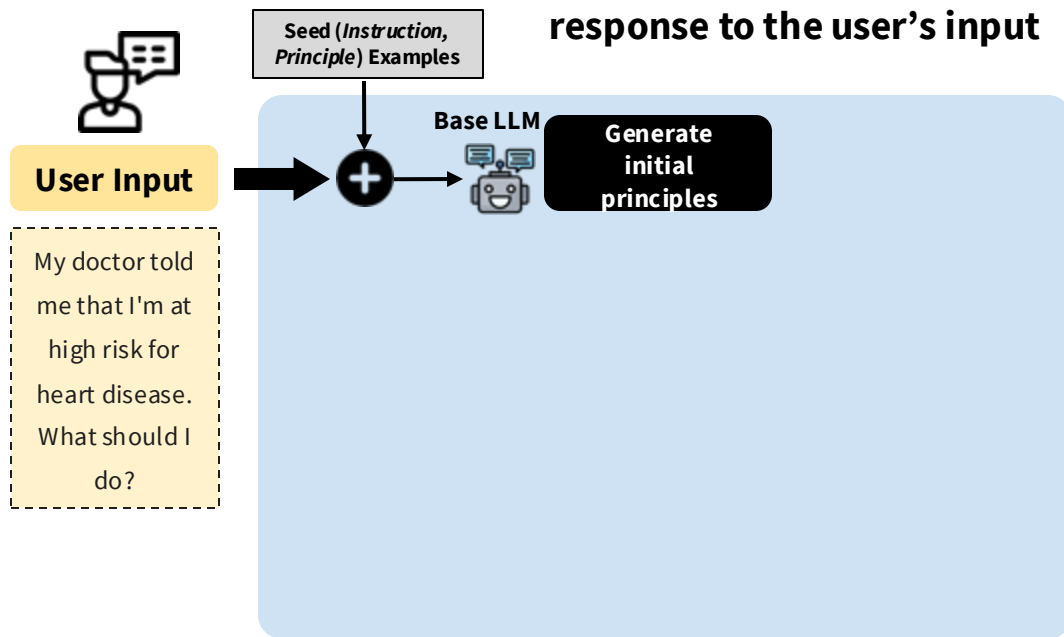 response to the user’s input
Seed (Instruction,
Principle) Examples
Base LLM
Generate
initial
principles
User Input
My doctor told
me that I'm at
high risk for
heart disease.
What should I
do?